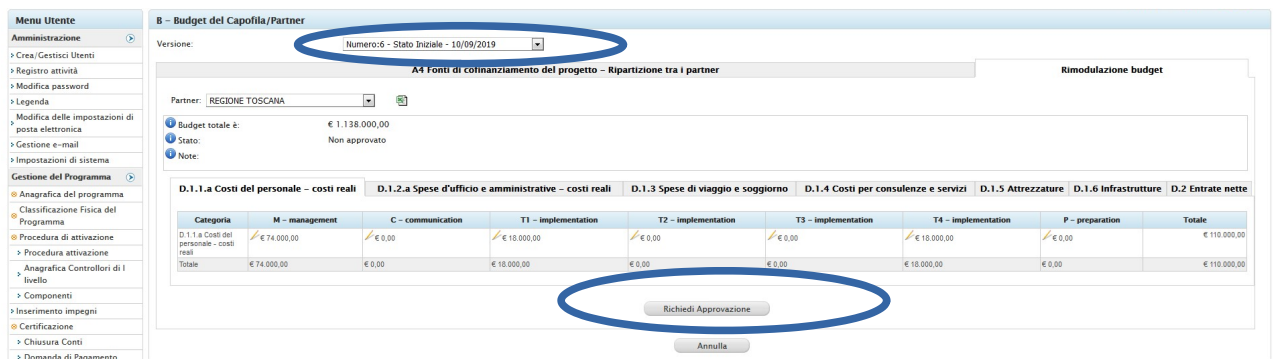 Menu Utente
Amministrazione
Crea/Gestisci Utenti
Registro attività
Modifica password
Legenda
Modifica delle impostazioni di
posta elettronica
Gestione e-mail
Impostazioni di sistema
Gestione del Programma
Anagrafica del programma
Classificazione Fisica del
Programma
Procedura di attivazione
Procedura attivazione
Anagrafica Controllori di I
livello
Componenti
Inserimento impegni
Certificazione
Chiusura Conti
Domanda di Pagamento
B – Budget del Capofila/Partner
Versione: Numero:6 - Stato Iniziale - 10/09/2019
A4 Fonti di cofinanziamento del progetto – Ripartizione tra i partner Rimodulazione budget
Partner: REGIONE TOSCANA
Budget totale è: € 1.138.000,00
Stato: Non approvato
Note:
D.1.1.a Costi del personale – costi reali D.1.2.a Spese d'ufficio e amministrative – costi reali D.1.3 Spese di viaggio e soggiorno D.1.4 Costi per consulenze e servizi D.1.5 Attrezzature D.1.6 Infrastrutture D.2 Entrate nette
Categoria M – management C – communication T1 – implementation T2 – implementation T3 – implementation T4 – implementation P – preparation Totale
D.1.1.a Costi del
personale - costi
reali
€ 74.000,00 € 0,00 € 18.000,00 € 0,00 € 0,00 € 18.000,00 € 0,00 € 110.000,00
Totale € 74.000,00 € 0,00 € 18.000,00 € 0,00 € 0,00 € 18.000,00 € 0,00 € 110.000,00
Richiedi Approvazione
Annulla